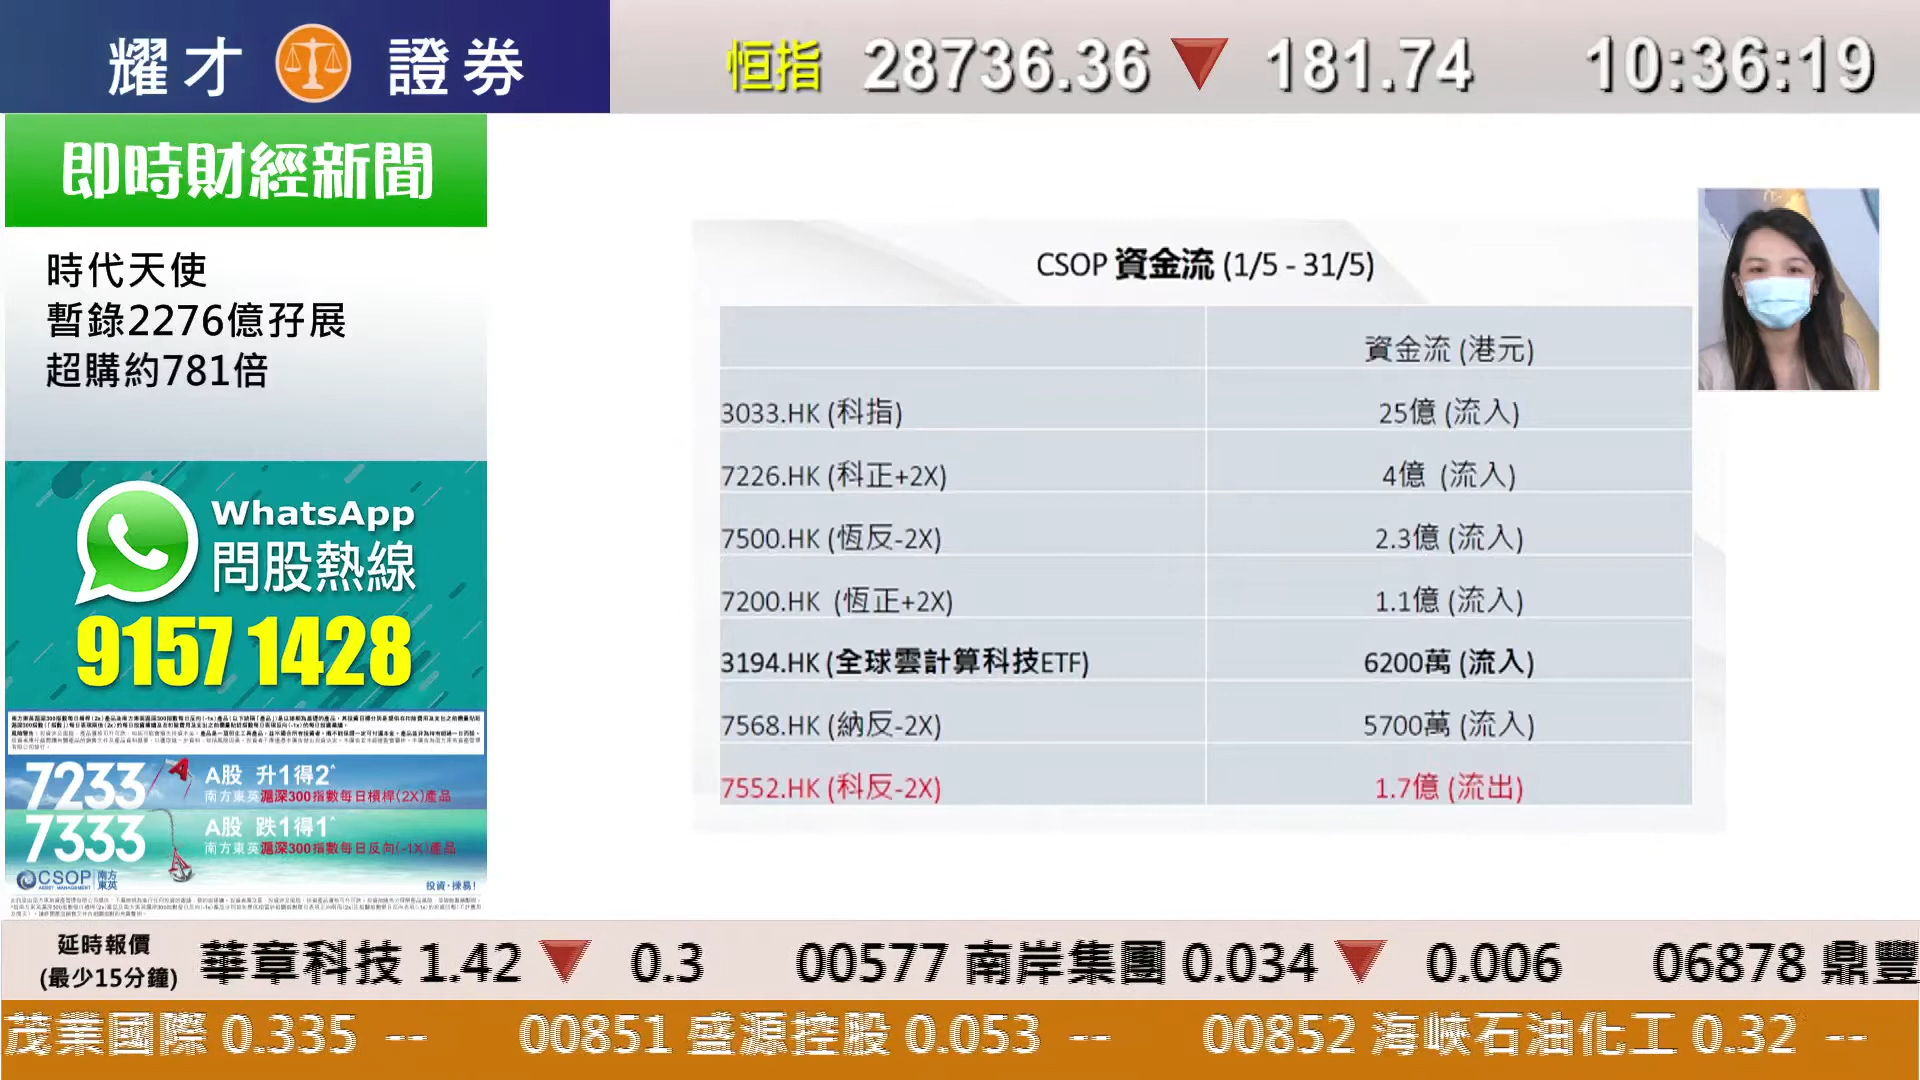 耀才 證券
恒指 28736.36 ▼ 181.74 10:36:19
即時財經新聞
時代天使
暫錄2276億孖展
超購約781倍
WhatsApp
問股熱線
9157 1428
7233 A股 升1得2^
南方東英滬深300指數每日槓桿(2X)產品
7333 A股 跌1得1^
南方東英滬深300指數每日反向(-1X)產品
CSOP 南方東英
ASSET MANAGEMENT
投資·揀易!
CSOP 資金流 (1/5 - 31/5)
資金流 (港元)
3033.HK (科指) 25億 (流入)
7226.HK (科正+2X) 4億 (流入)
7500.HK (恆反-2X) 2.3億 (流入)
7200.HK (恆正+2X) 1.1億 (流入)
3194.HK (全球雲計算科技ETF) 6200萬 (流入)
7568.HK (納反-2X) 5700萬 (流入)
7552.HK (科反-2X) 1.7億 (流出)
延時報價
(最少15分鐘)
華章科技 1.42 ▼ 0.3 00577 南岸集團 0.034 ▼ 0.006 06878 鼎豐
茂業國際 0.335 -- 00851 盛源控股 0.053 -- 00852 海峽石油化工 0.32 --